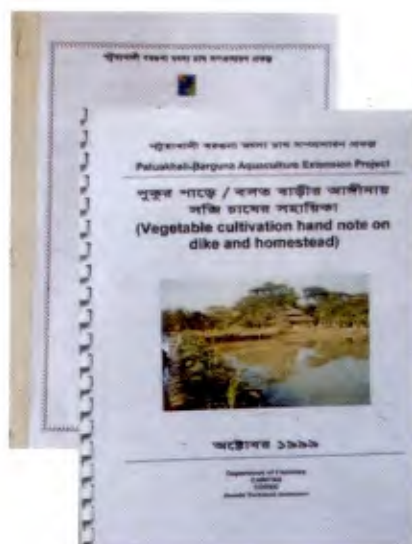 পটুয়াখালী বরগুনা মৎস্য চাষ সম্প্রসারণ প্রকল্প
পটুয়াখালী বরগুনা মৎস্য চাষ সম্প্রসারণ প্রকল্প
Patuakhali-Barguna Aquaculture Extension Project
পুকুর পাড়ে / বসত বাড়ীর আঙ্গীনায়
সব্জি চাষের সহায়িকা
(Vegetable cultivation hand note on
dike and homestead)
অক্টোবর ১৯৯৯
Department of Fisheries